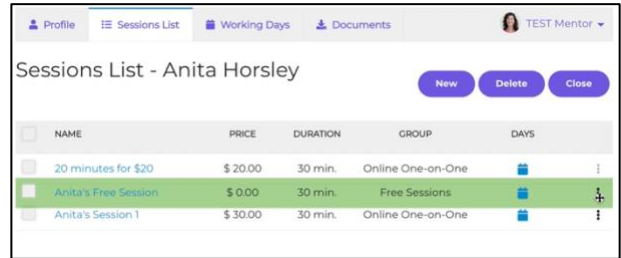 Profile Sessions List Working Days Documents TEST Mentor
Sessions List - Anita Horsley
New Delete Close
NAME PRICE DURATION GROUP DAYS
20 minutes for $20 $ 20.00 30 min. Online One-on-One
Anita's Free Session $ 0.00 30 min. Free Sessions
Anita's Session 1 $ 30.00 30 min. Online One-on-One